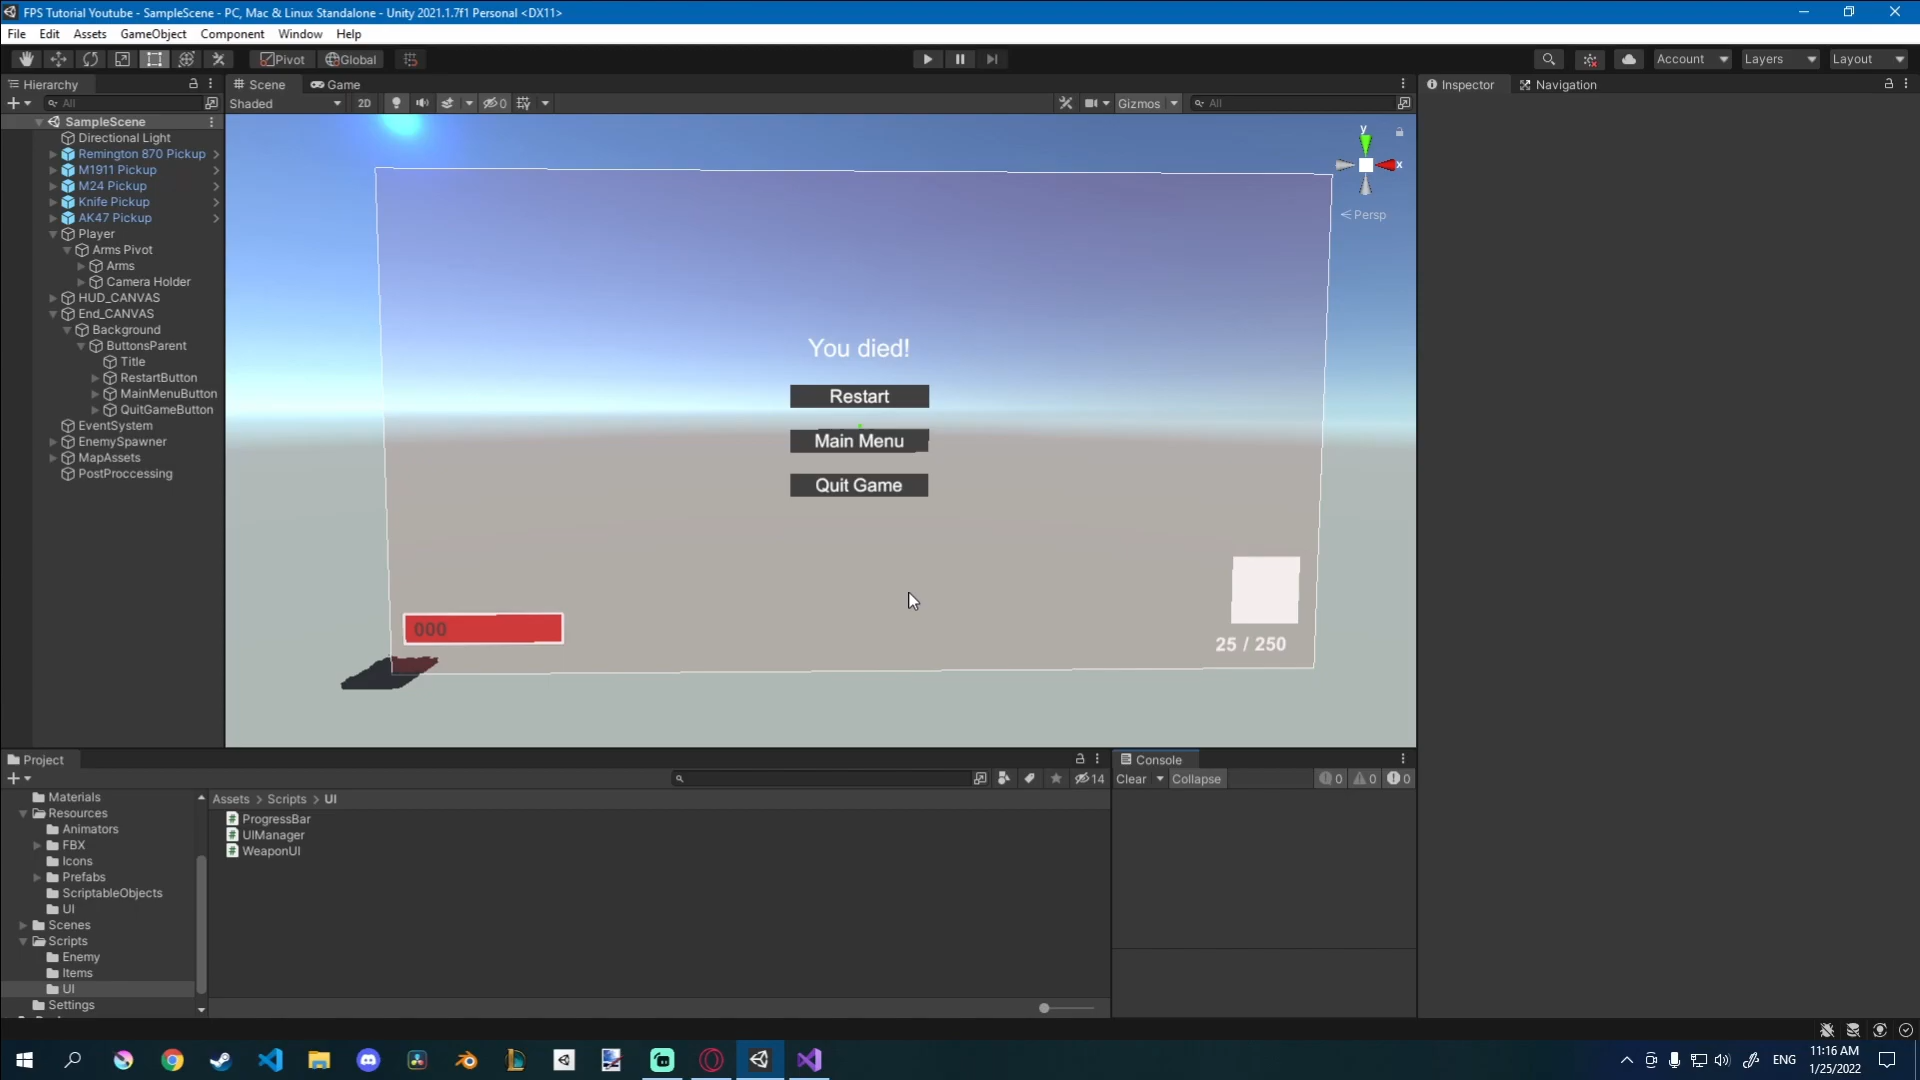 FPS Tutorial Youtube - SampleScene - PC, Mac & Linux Standalone - Unity 2021.1.7f1 Personal <DX11>
File Edit Assets GameObject Component Window Help
Pivot Global Account Layers Layout
Hierarchy
All
SampleScene
Directional Light
Remington 870 Pickup
M1911 Pickup
M24 Pickup
Knife Pickup
AK47 Pickup
Player
Arms Pivot
Arms
Camera Holder
HUD_CANVAS
End_CANVAS
Background
ButtonsParent
Title
RestartButton
MainMenuButton
QuitGameButton
EventSystem
EnemySpawner
MapAssets
PostProccessing
Scene Game
Shaded 2D 0 Gizmos All
y
x
Persp
You died!
Restart
Main Menu
Quit Game
000
25 / 250
Inspector Navigation
Project
14
Materials
Resources
Animators
FBX
Icons
Prefabs
ScriptableObjects
UI
Scenes
Scripts
Enemy
Items
UI
Settings
Assets > Scripts > UI
ProgressBar
UIManager
WeaponUI
Console
Clear Collapse 0 0 0
ENG
11:16 AM
1/25/2022